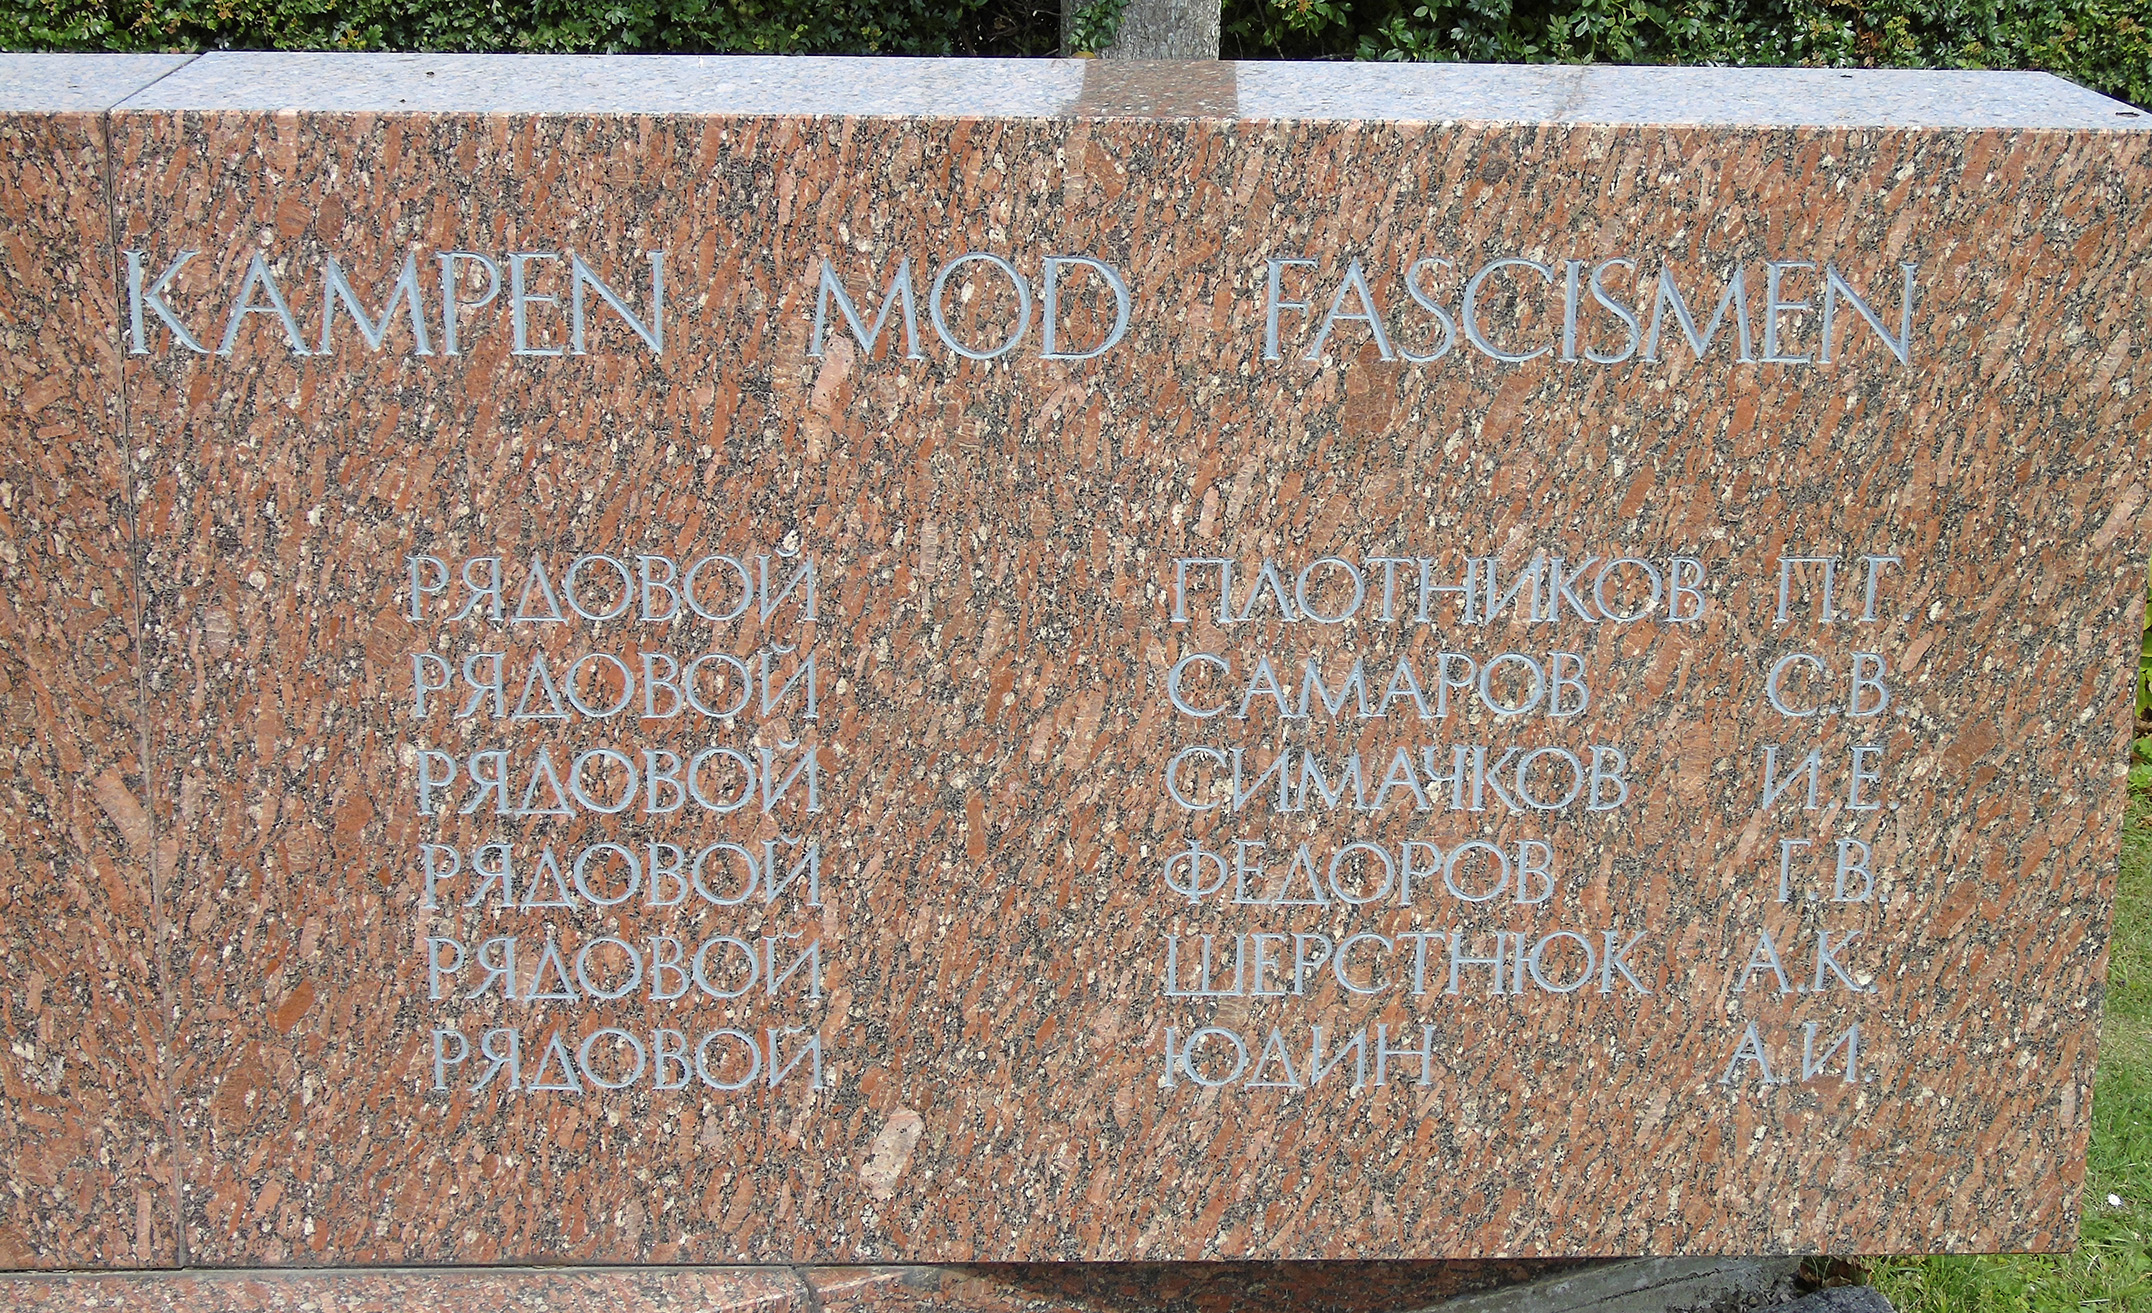 KAMPEN MOD FASCISMEN
РЯДОВОЙ ПЛОТНИКОВ П.Г.
РЯДОВОЙ САМАРОВ С.В.
РЯДОВОЙ СИМАЧКОВ И.Е.
РЯДОВОЙ ФЕДОРОВ Г.В.
РЯДОВОЙ ШЕРСТНЮК А.К.
РЯДОВОЙ ЮДИН А.И.